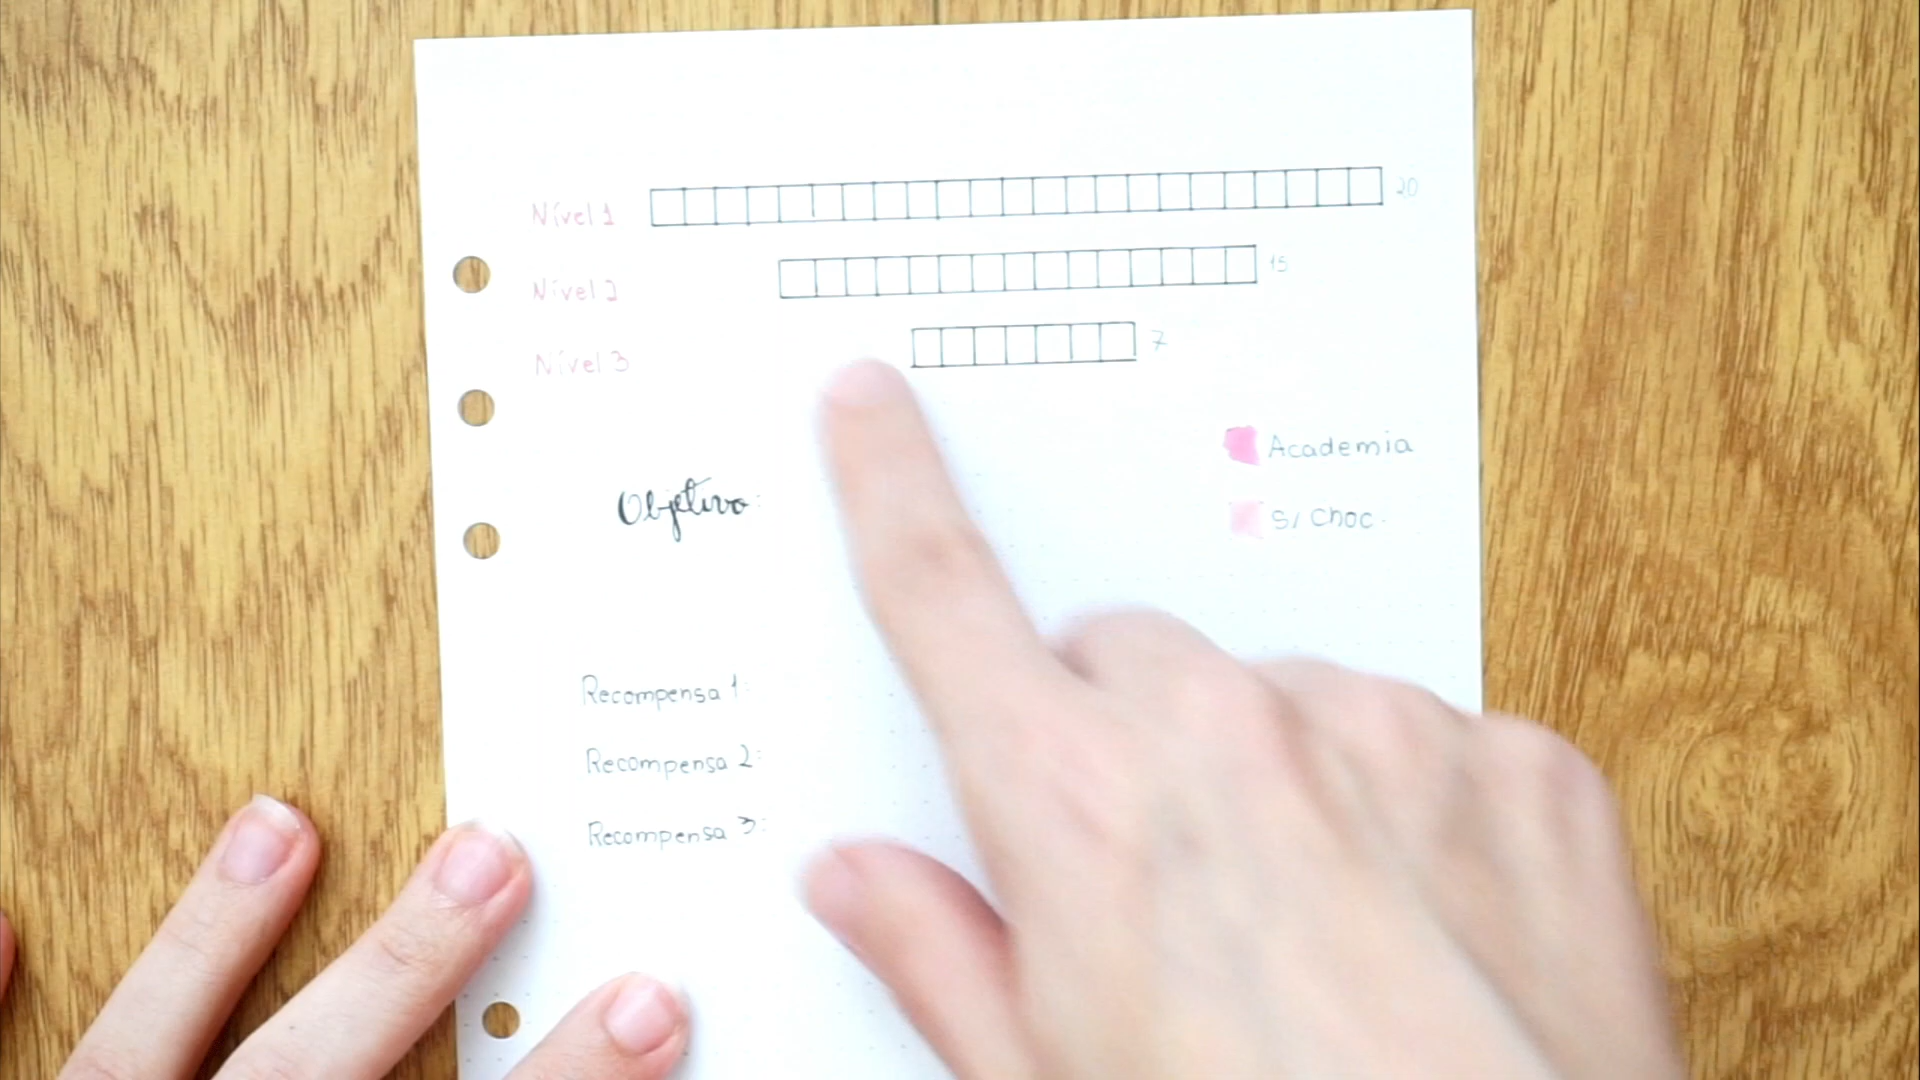 Nível 1 20
Nível 2 15
Nível 3 7
Academia
S/ Choc.
Objetivo:
Recompensa 1:
Recompensa 2:
Recompensa 3: